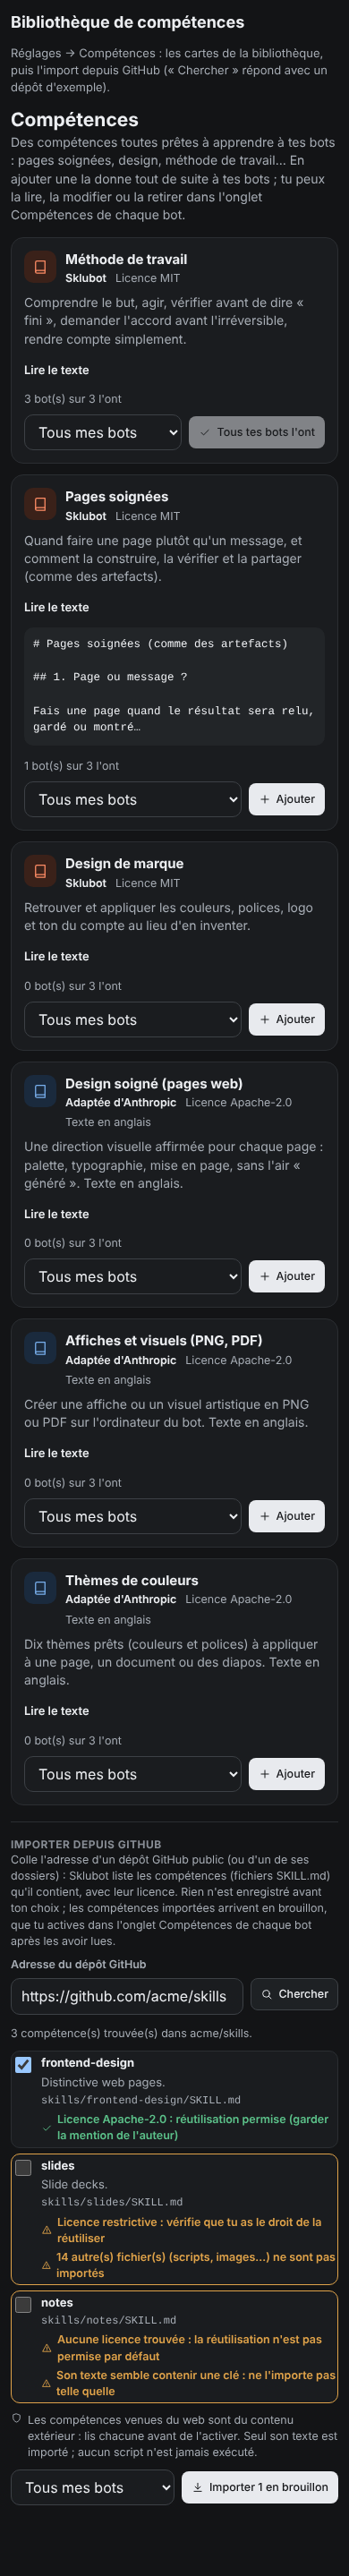 Bibliothèque de compétences
Réglages → Compétences : les cartes de la bibliothèque,
puis l'import depuis GitHub (« Chercher » répond avec un
dépôt d'exemple).
Compétences
Des compétences toutes prêtes à apprendre à tes bots
: pages soignées, design, méthode de travail… En
ajouter une la donne tout de suite à tes bots ; tu peux
la lire, la modifier ou la retirer dans l'onglet
Compétences de chaque bot.
Méthode de travail
Sklubot Licence MIT
Comprendre le but, agir, vérifier avant de dire «
fini », demander l'accord avant l'irréversible,
rendre compte simplement.
Lire le texte
3 bot(s) sur 3 l'ont
Tous mes bots
Tous tes bots l'ont
Pages soignées
Sklubot Licence MIT
Quand faire une page plutôt qu'un message, et
comment la construire, la vérifier et la partager
(comme des artefacts).
Lire le texte
# Pages soignées (comme des artefacts)
## 1. Page ou message ?
Fais une page quand le résultat sera relu,
gardé ou montré…
1 bot(s) sur 3 l'ont
Tous mes bots
Ajouter
Design de marque
Sklubot Licence MIT
Retrouver et appliquer les couleurs, polices, logo
et ton du compte au lieu d'en inventer.
Lire le texte
0 bot(s) sur 3 l'ont
Tous mes bots
Ajouter
Design soigné (pages web)
Adaptée d'Anthropic Licence Apache-2.0
Texte en anglais
Une direction visuelle affirmée pour chaque page :
palette, typographie, mise en page, sans l'air «
généré ». Texte en anglais.
Lire le texte
0 bot(s) sur 3 l'ont
Tous mes bots
Ajouter
Affiches et visuels (PNG, PDF)
Adaptée d'Anthropic Licence Apache-2.0
Texte en anglais
Créer une affiche ou un visuel artistique en PNG
ou PDF sur l'ordinateur du bot. Texte en anglais.
Lire le texte
0 bot(s) sur 3 l'ont
Tous mes bots
Ajouter
Thèmes de couleurs
Adaptée d'Anthropic Licence Apache-2.0
Texte en anglais
Dix thèmes prêts (couleurs et polices) à appliquer
à une page, un document ou des diapos. Texte en
anglais.
Lire le texte
0 bot(s) sur 3 l'ont
Tous mes bots
Ajouter
IMPORTER DEPUIS GITHUB
Colle l'adresse d'un dépôt GitHub public (ou d'un de ses
dossiers) : Sklubot liste les compétences (fichiers SKILL.md)
qu'il contient, avec leur licence. Rien n'est enregistré avant
ton choix ; les compétences importées arrivent en brouillon,
que tu actives dans l'onglet Compétences de chaque bot
après les avoir lues.
Adresse du dépôt GitHub
https://github.com/acme/skills
Chercher
3 compétence(s) trouvée(s) dans acme/skills.
frontend-design
Distinctive web pages.
skills/frontend-design/SKILL.md
Licence Apache-2.0 : réutilisation permise (garder
la mention de l'auteur)
slides
Slide decks.
skills/slides/SKILL.md
Licence restrictive : vérifie que tu as le droit de la
réutiliser
14 autre(s) fichier(s) (scripts, images…) ne sont pas
importés
notes
skills/notes/SKILL.md
Aucune licence trouvée : la réutilisation n'est pas
permise par défaut
Son texte semble contenir une clé : ne l'importe pas
telle quelle
Les compétences venues du web sont du contenu
extérieur : lis chacune avant de l'activer. Seul son texte est
importé ; aucun script n'est jamais exécuté.
Tous mes bots
Importer 1 en brouillon